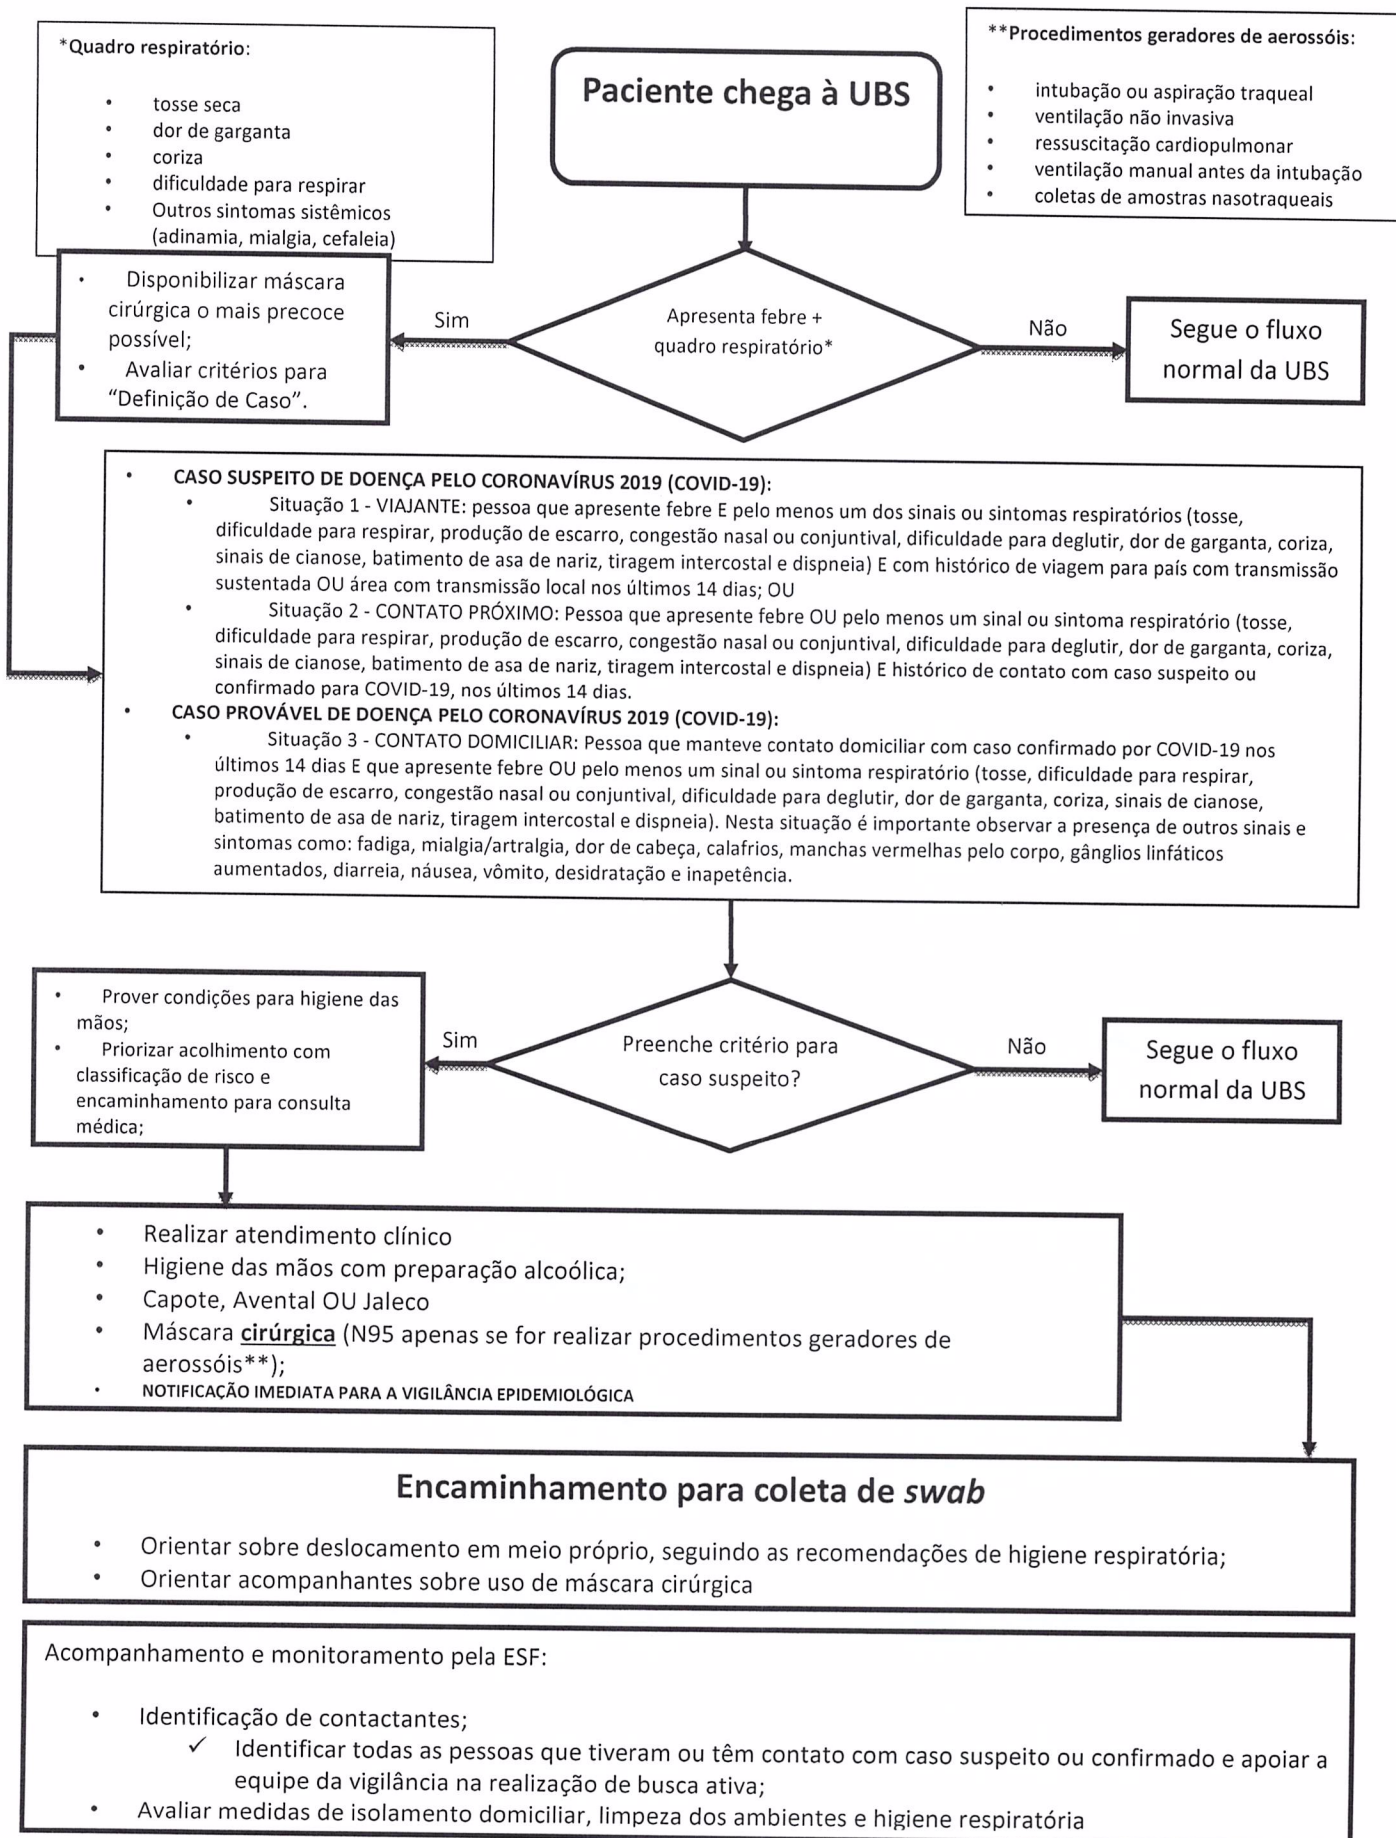 *Quadro respiratório:
• tosse seca
• dor de garganta
• coriza
• dificuldade para respirar
• Outros sintomas sistêmicos
(adinamia, mialgia, cefaleia)
Paciente chega à UBS
**Procedimentos geradores de aerossóis:
• intubação ou aspiração traqueal
• ventilação não invasiva
• ressuscitação cardiopulmonar
• ventilação manual antes da intubação
• coletas de amostras nasotraqueais
• Disponibilizar máscara
cirúrgica o mais precoce
possível;
• Avaliar critérios para
“Definição de Caso”.
Sim
Apresenta febre +
quadro respiratório*
Não
Segue o fluxo
normal da UBS
• CASO SUSPEITO DE DOENÇA PELO CORONAVÍRUS 2019 (COVID-19):
• Situação 1 - VIAJANTE: pessoa que apresente febre E pelo menos um dos sinais ou sintomas respiratórios (tosse,
dificuldade para respirar, produção de escarro, congestão nasal ou conjuntival, dificuldade para deglutir, dor de garganta, coriza,
sinais de cianose, batimento de asa de nariz, tiragem intercostal e dispneia) E com histórico de viagem para país com transmissão
sustentada OU área com transmissão local nos últimos 14 dias; OU
• Situação 2 - CONTATO PRÓXIMO: Pessoa que apresente febre OU pelo menos um sinal ou sintoma respiratório (tosse,
dificuldade para respirar, produção de escarro, congestão nasal ou conjuntival, dificuldade para deglutir, dor de garganta, coriza,
sinais de cianose, batimento de asa de nariz, tiragem intercostal e dispneia) E histórico de contato com caso suspeito ou
confirmado para COVID-19, nos últimos 14 dias.
• CASO PROVÁVEL DE DOENÇA PELO CORONAVÍRUS 2019 (COVID-19):
• Situação 3 - CONTATO DOMICILIAR: Pessoa que manteve contato domiciliar com caso confirmado por COVID-19 nos
últimos 14 dias E que apresente febre OU pelo menos um sinal ou sintoma respiratório (tosse, dificuldade para respirar,
produção de escarro, congestão nasal ou conjuntival, dificuldade para deglutir, dor de garganta, coriza, sinais de cianose,
batimento de asa de nariz, tiragem intercostal e dispneia). Nesta situação é importante observar a presença de outros sinais e
sintomas como: fadiga, mialgia/artralgia, dor de cabeça, calafrios, manchas vermelhas pelo corpo, gânglios linfáticos
aumentados, diarreia, náusea, vômito, desidratação e inapetência.
• Prover condições para higiene das
mãos;
• Priorizar acolhimento com
classificação de risco e
encaminhamento para consulta
médica;
Sim
Preenche critério para
caso suspeito?
Não
Segue o fluxo
normal da UBS
• Realizar atendimento clínico
• Higiene das mãos com preparação alcoólica;
• Capote, Avental OU Jaleco
• Máscara cirúrgica (N95 apenas se for realizar procedimentos geradores de
aerossóis**);
• NOTIFICAÇÃO IMEDIATA PARA A VIGILÂNCIA EPIDEMIOLÓGICA
Encaminhamento para coleta de swab
• Orientar sobre deslocamento em meio próprio, seguindo as recomendações de higiene respiratória;
• Orientar acompanhantes sobre uso de máscara cirúrgica
Acompanhamento e monitoramento pela ESF:
• Identificação de contactantes;
✓ Identificar todas as pessoas que tiveram ou têm contato com caso suspeito ou confirmado e apoiar a
equipe da vigilância na realização de busca ativa;
• Avaliar medidas de isolamento domiciliar, limpeza dos ambientes e higiene respiratória